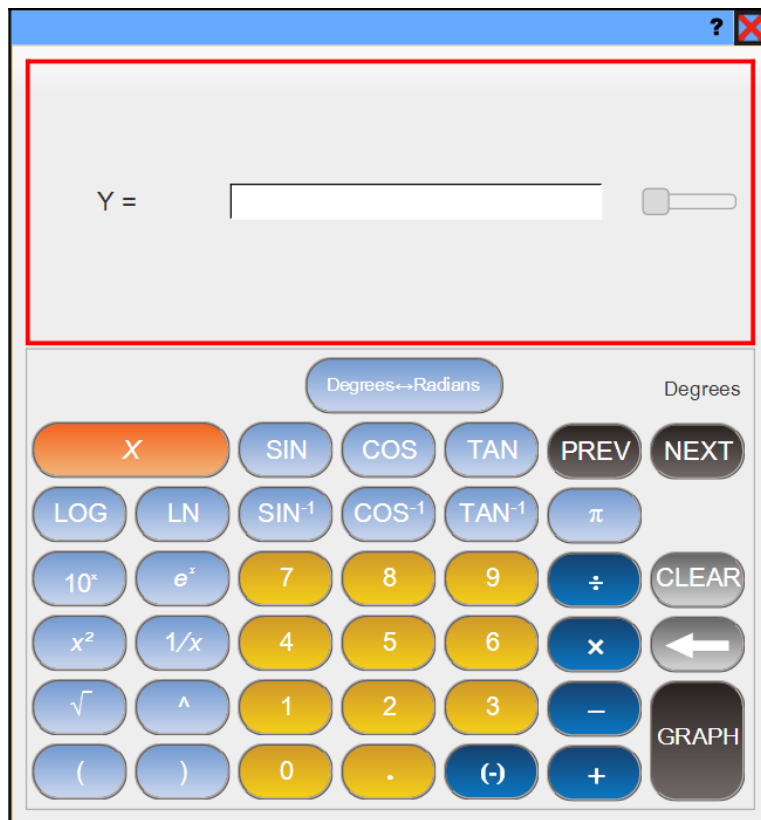 ?
Y =
Degrees↔Radians
Degrees
X SIN COS TAN PREV NEXT
LOG LN SIN⁻¹ COS⁻¹ TAN⁻¹ π
10ˣ eˣ 7 8 9 ÷ CLEAR
x² 1/x 4 5 6 ×
√ ^ 1 2 3 –
GRAPH
( ) 0 . (-) +